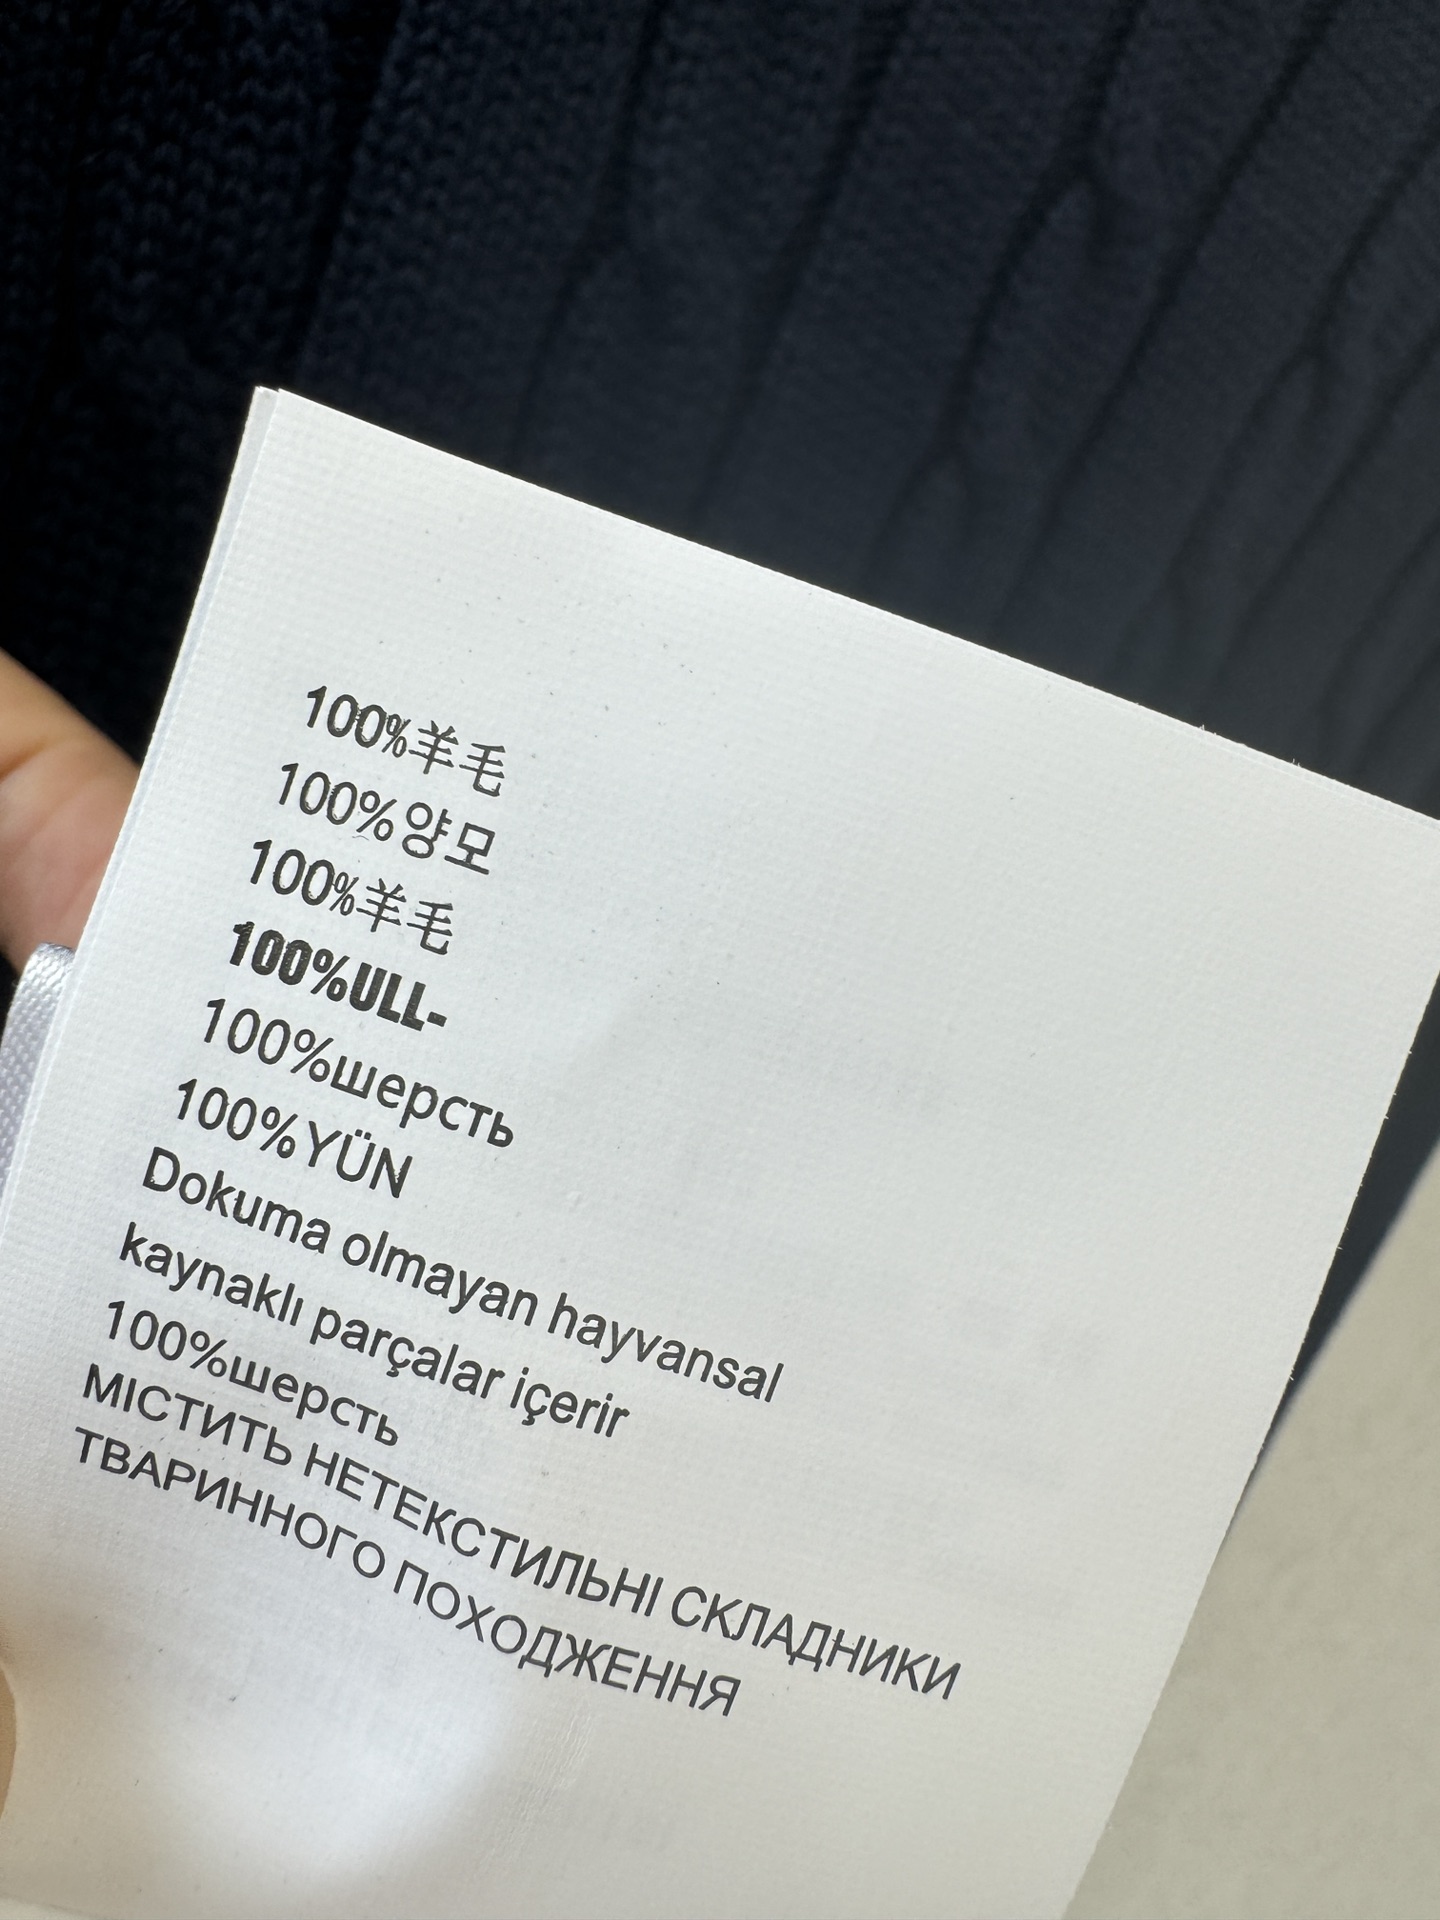 100%羊毛
100%양모
100%羊毛
100%ULL-
100%шерсть
100%YÜN
Dokuma olmayan hayvansal
kaynaklı parçalar içerir
100%шерсть
МІСТИТЬ НЕТЕКСТИЛЬНІ СКЛАДНИКИ
ТВАРИННОГО ПОХОДЖЕННЯ